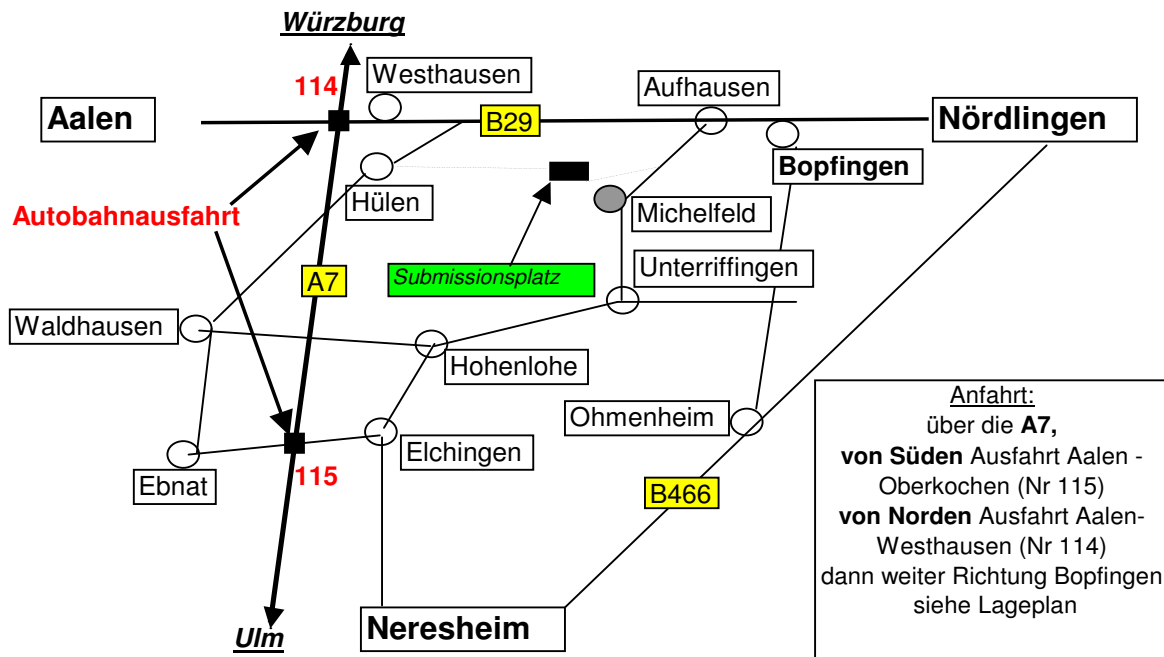 Würzburg
114
Westhausen
Aufhausen
Aalen
B29
Nördlingen
Bopfingen
Hülen
Michelfeld
Autobahnausfahrt
Submissionsplatz
Unterriffingen
A7
Waldhausen
Hohenlohe
Ohmenheim
Elchingen
Ebnat
115
B466
Neresheim
Ulm
Anfahrt:
über die A7,
von Süden Ausfahrt Aalen -
Oberkochen (Nr 115)
von Norden Ausfahrt Aalen-
Westhausen (Nr 114)
dann weiter Richtung Bopfingen
siehe Lageplan